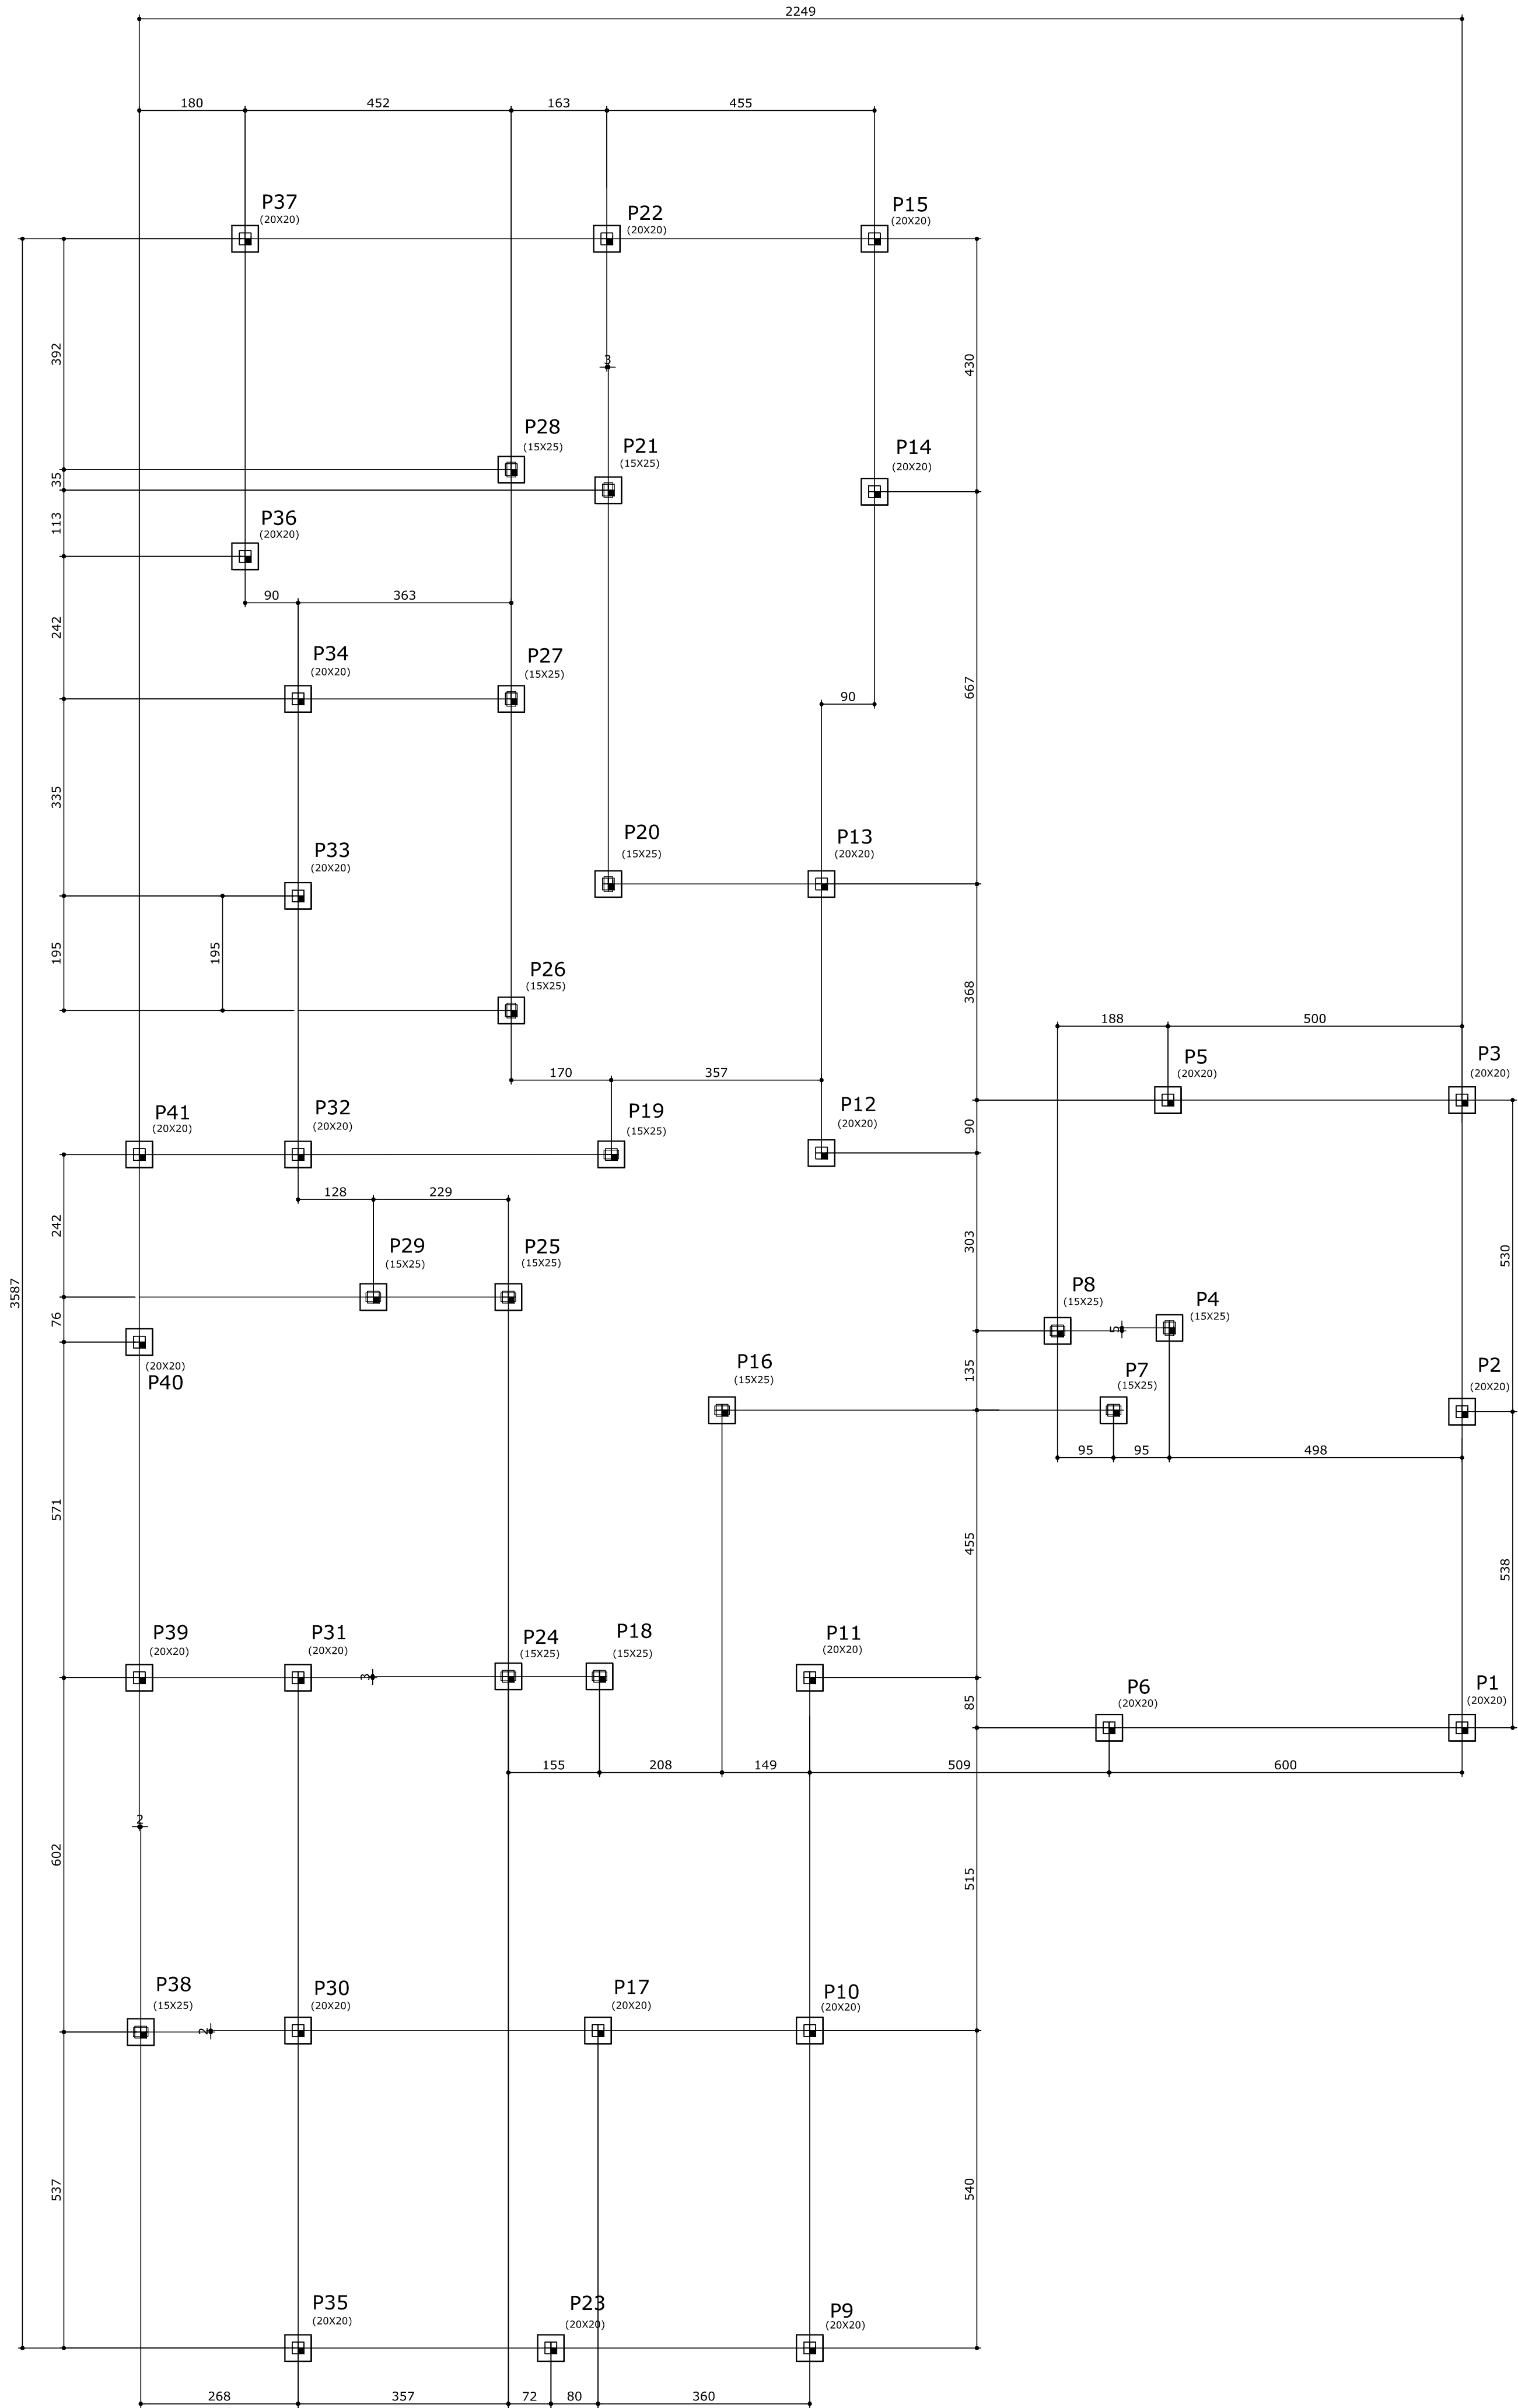 2249
180 452 163 455
P37
(20X20)
P22
(20X20)
P15
(20X20)
392
430
3
P28
(15X25)
P21
(15X25)
P14
(20X20)
35
113
P36
(20X20)
90 363
242
P34
(20X20)
P27
(15X25)
667
90
335
P33
(20X20)
P20
(15X25)
P13
(20X20)
195
195
P26
(15X25)
368
188 500
P5
(20X20)
P3
(20X20)
170 357
P41
(20X20)
P32
(20X20)
P19
(15X25)
P12
(20X20)
90
128 229
242
P29
(15X25)
P25
(15X25)
303
530
3587
76
P8
(15X25)
5
P4
(15X25)
(20X20)
P40
P16
(15X25)
135
P7
(15X25)
P2
(20X20)
95 95 498
571
455
538
P39
(20X20)
P31
(20X20)
3
P24
(15X25)
P18
(15X25)
P11
(20X20)
85
P6
(20X20)
P1
(20X20)
155 208 149 509 600
2
602
515
P38
(15X25)
2
P30
(20X20)
P17
(20X20)
P10
(20X20)
537
540
P35
(20X20)
P23
(20X20)
P9
(20X20)
268 357 72 80 360